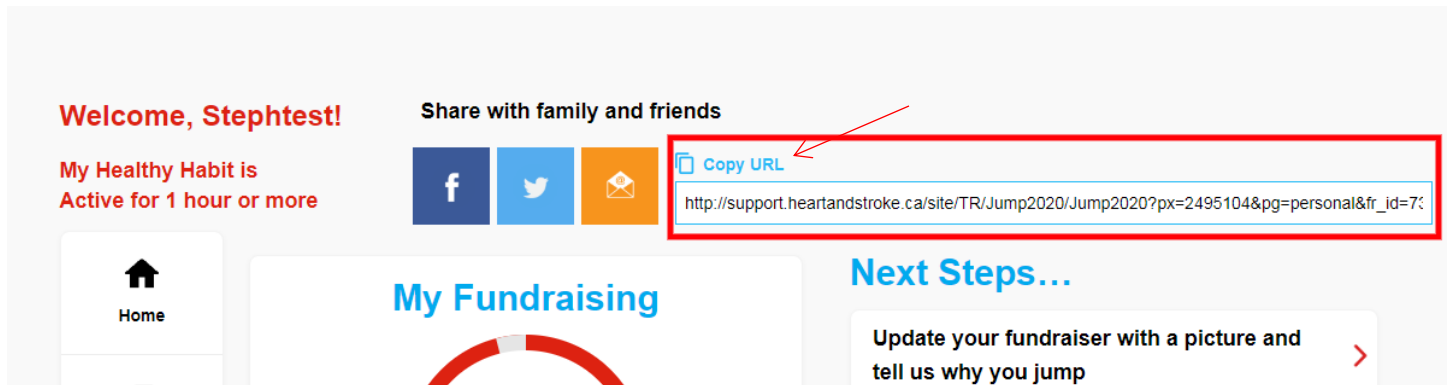 Welcome, Stephtest!
My Healthy Habit is
Active for 1 hour or more
Share with family and friends
f
@
Copy URL
http://support.heartandstroke.ca/site/TR/Jump2020/Jump2020?px=2495104&pg=personal&fr_id=73
Home
My Fundraising
Next Steps...
Update your fundraiser with a picture and
tell us why you jump